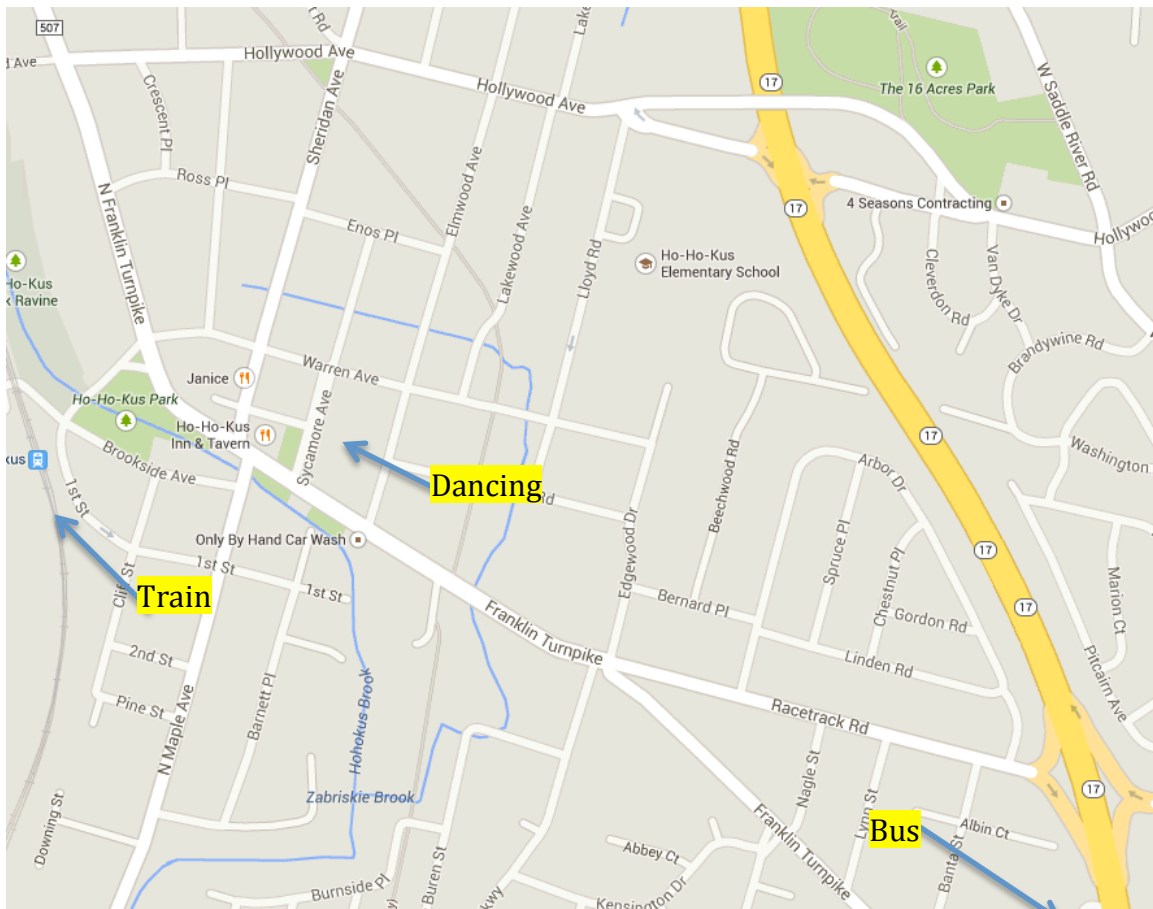 507
Hollywood Ave
Hollywood Ave
Crescent Pl
Sheridan Ave
17
The 16 Acres Park
W Saddle River Rd
N Franklin Turnpike
Ross Pl
Elmwood Ave
Enos Pl
Lakewood Ave
Lloyd Rd
Ho-Ho-Kus
Elementary School
17
4 Seasons Contracting
Cleverdon Rd
Van Dyke Dr
Brandywine Rd
Ravine
Janice
Warren Ave
Ho-Ho-Kus Park
Ho-Ho-Kus
Inn & Tavern
Sycamore Ave
Brookside Ave
Dancing
Rd
Beechwood Rd
17
Arbor Dr
Washington
1st St
Only By Hand Car Wash
1st St
1st St
Train
Edgewood Dr
Bernard Pl
Spruce Pl
Chestnut Pl
Gordon Rd
Linden Rd
17
17
Marion Ct
Pitcairn Ave
2nd St
Pine St
N Maple Ave
Barnett Pl
Hohokus Brook
Zabriskie Brook
Franklin Turnpike
Racetrack Rd
Nagle St
Lynn St
Franklin Turnpike
17
Bus
Albin Ct
Banta St
Downing St
Burnside Pl
Buren St
Abbey Ct
Kensington Dr